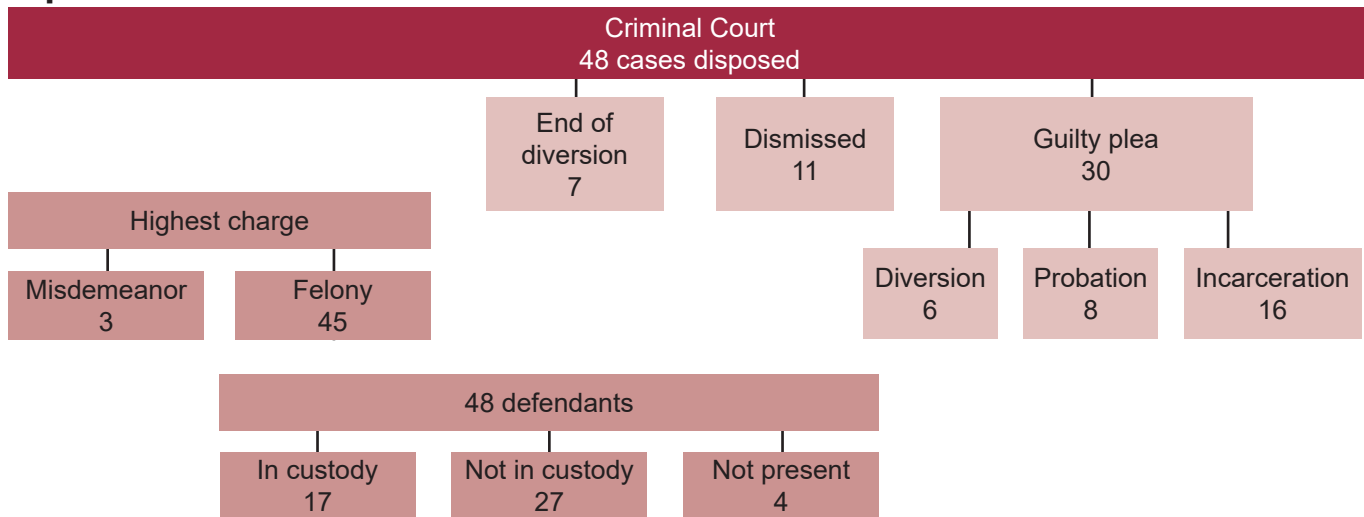 Criminal Court
48 cases disposed
End of
diversion
7
Dismissed
11
Guilty plea
30
Highest charge
Misdemeanor
3
Felony
45
Diversion
6
Probation
8
Incarceration
16
48 defendants
In custody
17
Not in custody
27
Not present
4